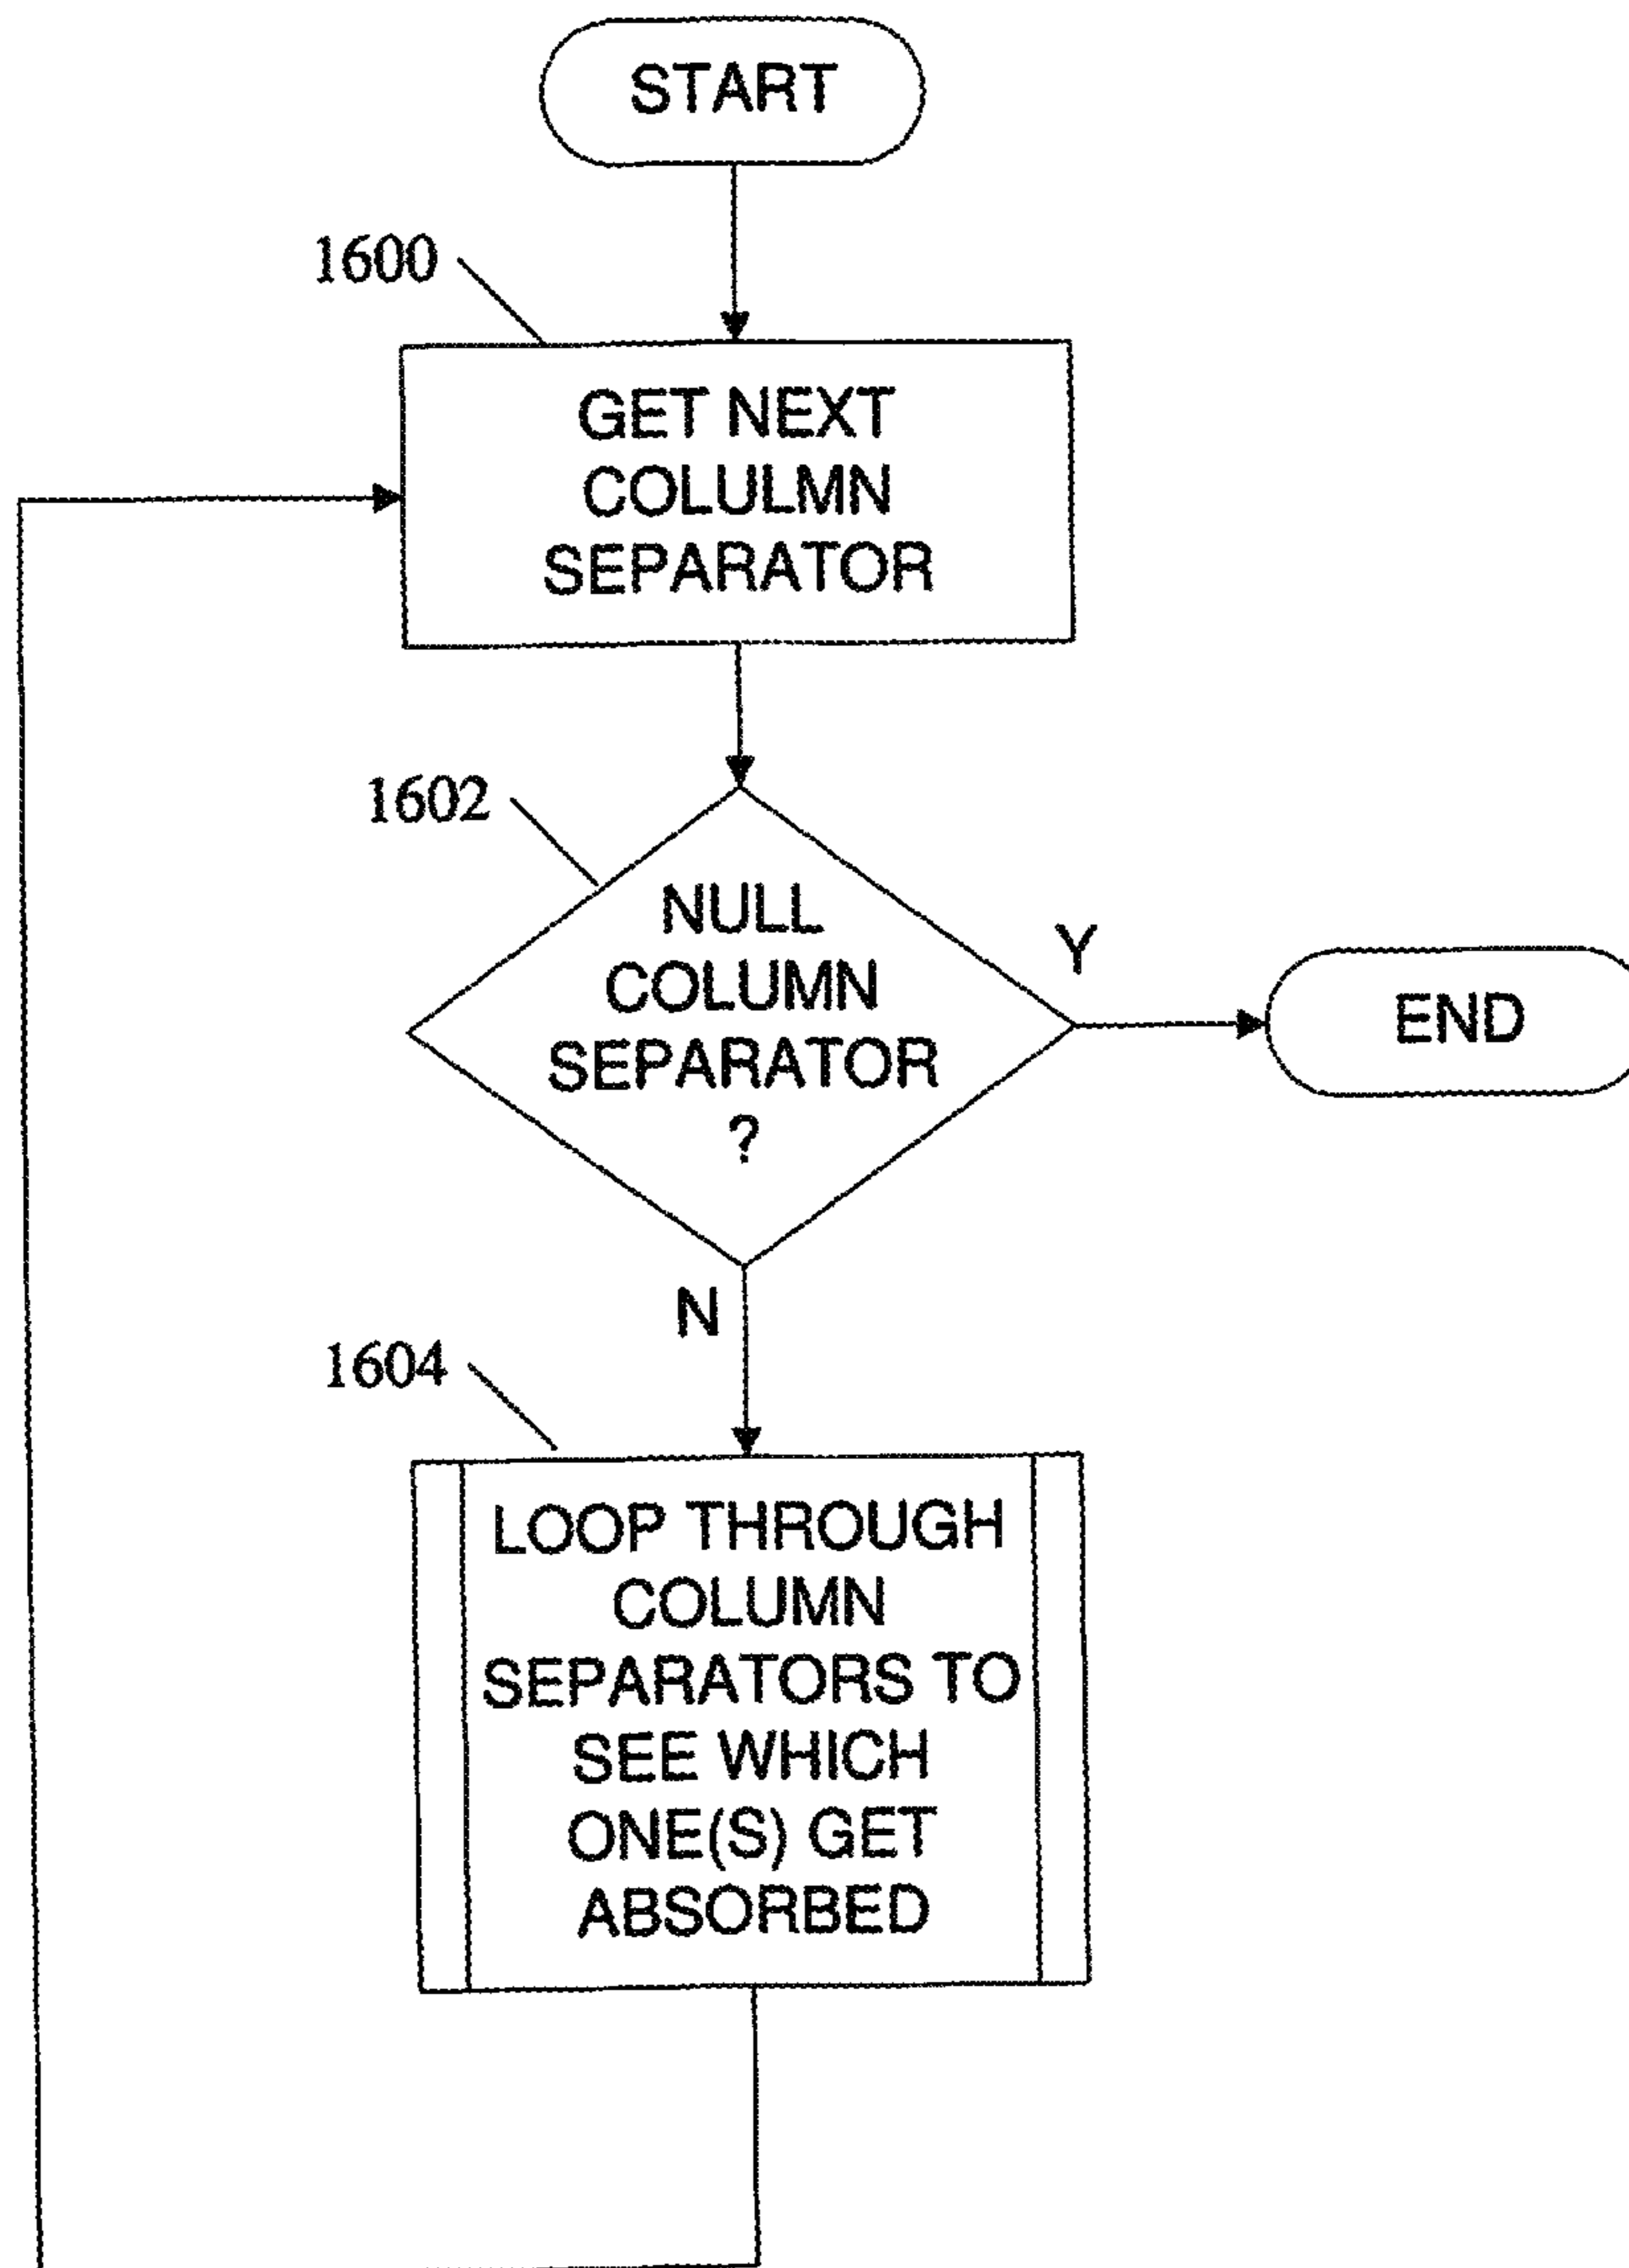 START
1600
GET NEXT
COLULMN
SEPARATOR
1602
NULL
COLUMN
SEPARATOR
?
Y
END
N
1604
LOOP THROUGH
COLUMN
SEPARATORS TO
SEE WHICH
ONE(S) GET
ABSORBED